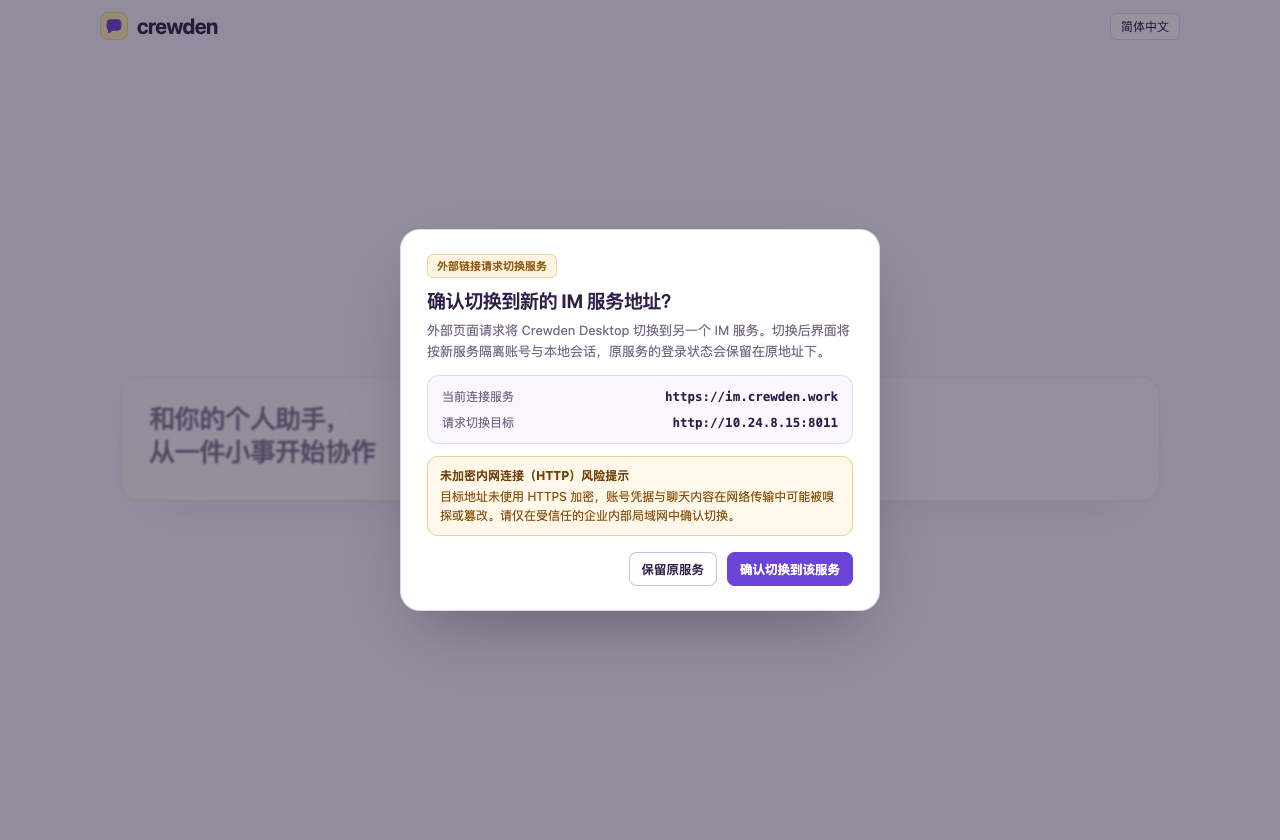 crewden
简体中文
和你的个人助手，
从一件小事开始协作
外部链接请求切换服务
确认切换到新的 IM 服务地址？
外部页面请求将 Crewden Desktop 切换到另一个 IM 服务。切换后界面将
按新服务隔离账号与本地会话，原服务的登录状态会保留在原地址下。
当前连接服务 https://im.crewden.work
请求切换目标 http://10.24.8.15:8011
未加密内网连接（HTTP）风险提示
目标地址未使用 HTTPS 加密，账号凭据与聊天内容在网络传输中可能被嗅
探或篡改。请仅在受信任的企业内部局域网中确认切换。
保留原服务 确认切换到该服务